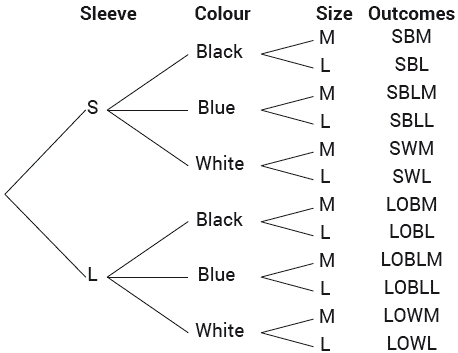 Sleeve Colour Size Outcomes
M SBM
Black
L SBL
M SBLM
S Blue
L SBLL
M SWM
White
L SWL
M LOBM
Black
L LOBL
M LOBLM
L Blue
L LOBLL
M LOWM
White
L LOWL